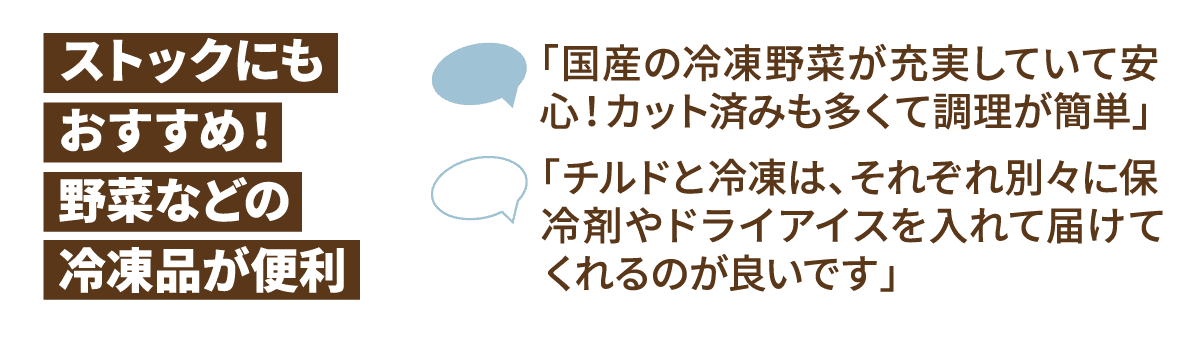 ストックにも
おすすめ！
野菜などの
冷凍品が便利
「国産の冷凍野菜が充実していて安
心！カット済みも多くて調理が簡単」
「チルドと冷凍は、それぞれ別々に保
冷剤やドライアイスを入れて届けて
くれるのが良いです」